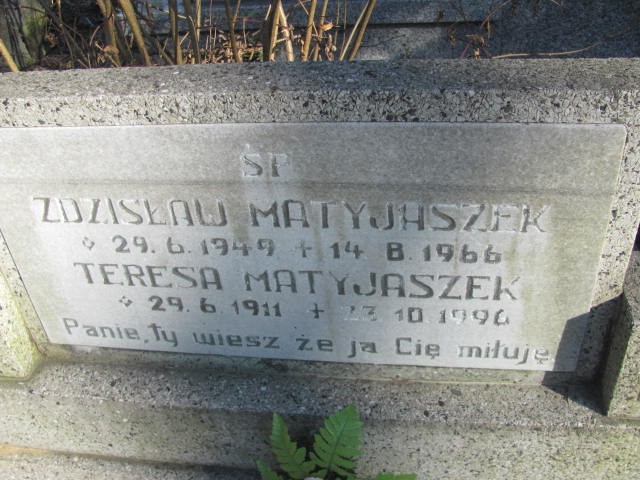 ŚP
ZDZISŁAW MATYJASZEK
* 29.6.1949 + 14.8.1966
TERESA MATYJASZEK
* 29.6.1911 + 23.10.1996
Panie, ty wiesz że ja Cię miłuję